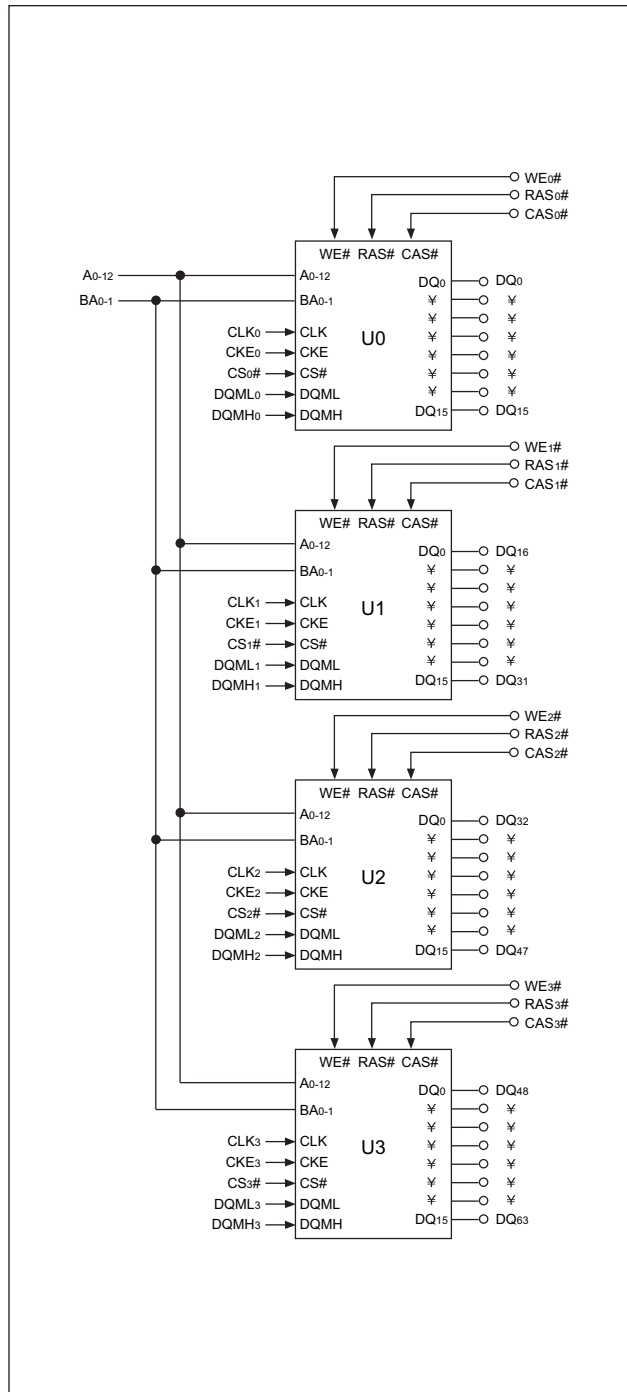 WE0#
RAS0#
CAS0#
WE# RAS# CAS#
A0-12 A0-12 DQ0 DQ0
BA0-1 BA0-1 ¥ ¥
¥ ¥
CLK0 CLK ¥ ¥
CKE0 CKE U0 ¥ ¥
CS0# CS# ¥ ¥
DQML0 DQML ¥ ¥
DQMH0 DQMH DQ15 DQ15
WE1#
RAS1#
CAS1#
WE# RAS# CAS#
A0-12 DQ0 DQ16
BA0-1 ¥ ¥
¥ ¥
CLK1 CLK ¥ ¥
CKE1 CKE U1 ¥ ¥
CS1# CS# ¥ ¥
DQML1 DQML ¥ ¥
DQMH1 DQMH DQ15 DQ31
WE2#
RAS2#
CAS2#
WE# RAS# CAS#
A0-12 DQ0 DQ32
BA0-1 ¥ ¥
¥ ¥
CLK2 CLK ¥ ¥
CKE2 CKE U2 ¥ ¥
CS2# CS# ¥ ¥
DQML2 DQML ¥ ¥
DQMH2 DQMH DQ15 DQ47
WE3#
RAS3#
CAS3#
WE# RAS# CAS#
A0-12 DQ0 DQ48
BA0-1 ¥ ¥
¥ ¥
CLK3 CLK ¥ ¥
CKE3 CKE U3 ¥ ¥
CS3# CS# ¥ ¥
DQML3 DQML ¥ ¥
DQMH3 DQMH DQ15 DQ63